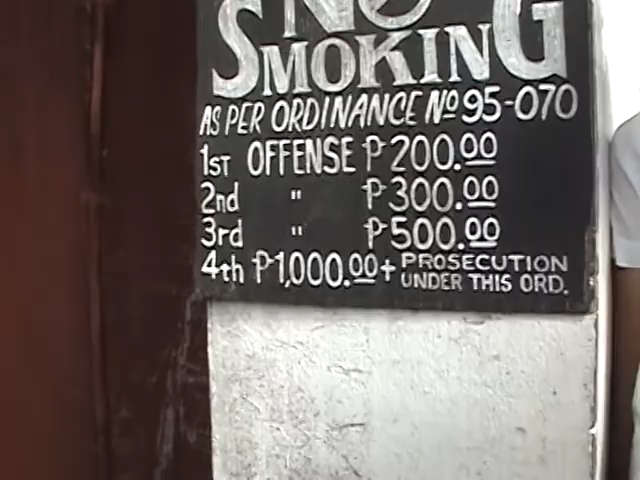 NO
SMOKING
AS PER ORDINANCE Nº 95-070
1ST OFFENSE ₱200.00
2nd " ₱300.00
3rd " ₱500.00
4th ₱1,000.00 + PROSECUTION UNDER THIS ORD.